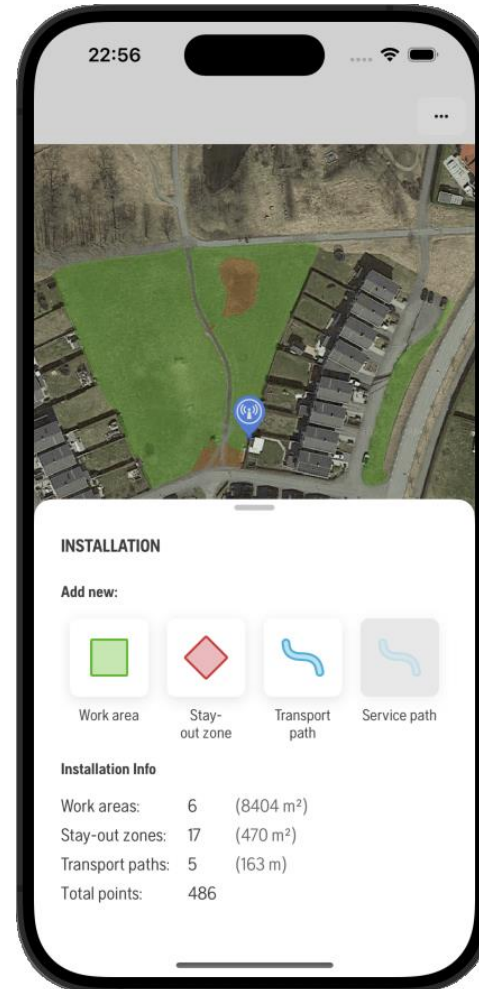 22:56
INSTALLATION
Add new:
Work area
Stay-
out zone
Transport
path
Service path
Installation Info
Work areas: 6 (8404 m²)
Stay-out zones: 17 (470 m²)
Transport paths: 5 (163 m)
Total points: 486